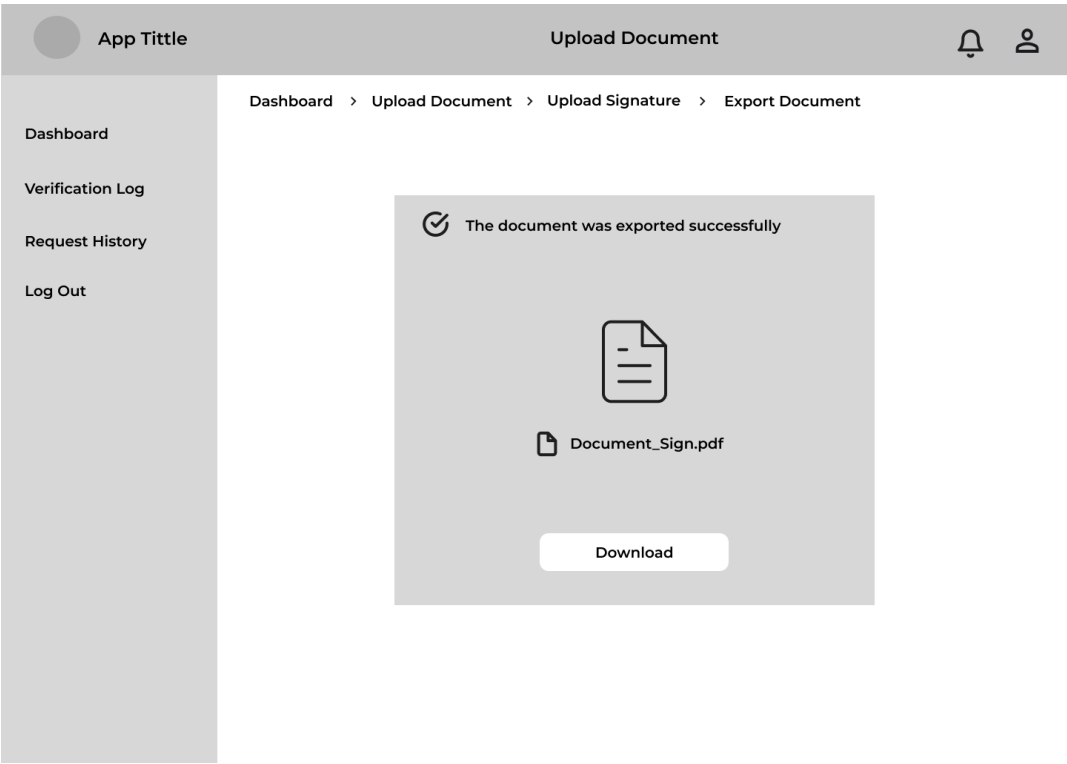 App Tittle
Upload Document
Dashboard > Upload Document > Upload Signature > Export Document
Dashboard
Verification Log
Request History
Log Out
The document was exported successfully
Document_Sign.pdf
Download